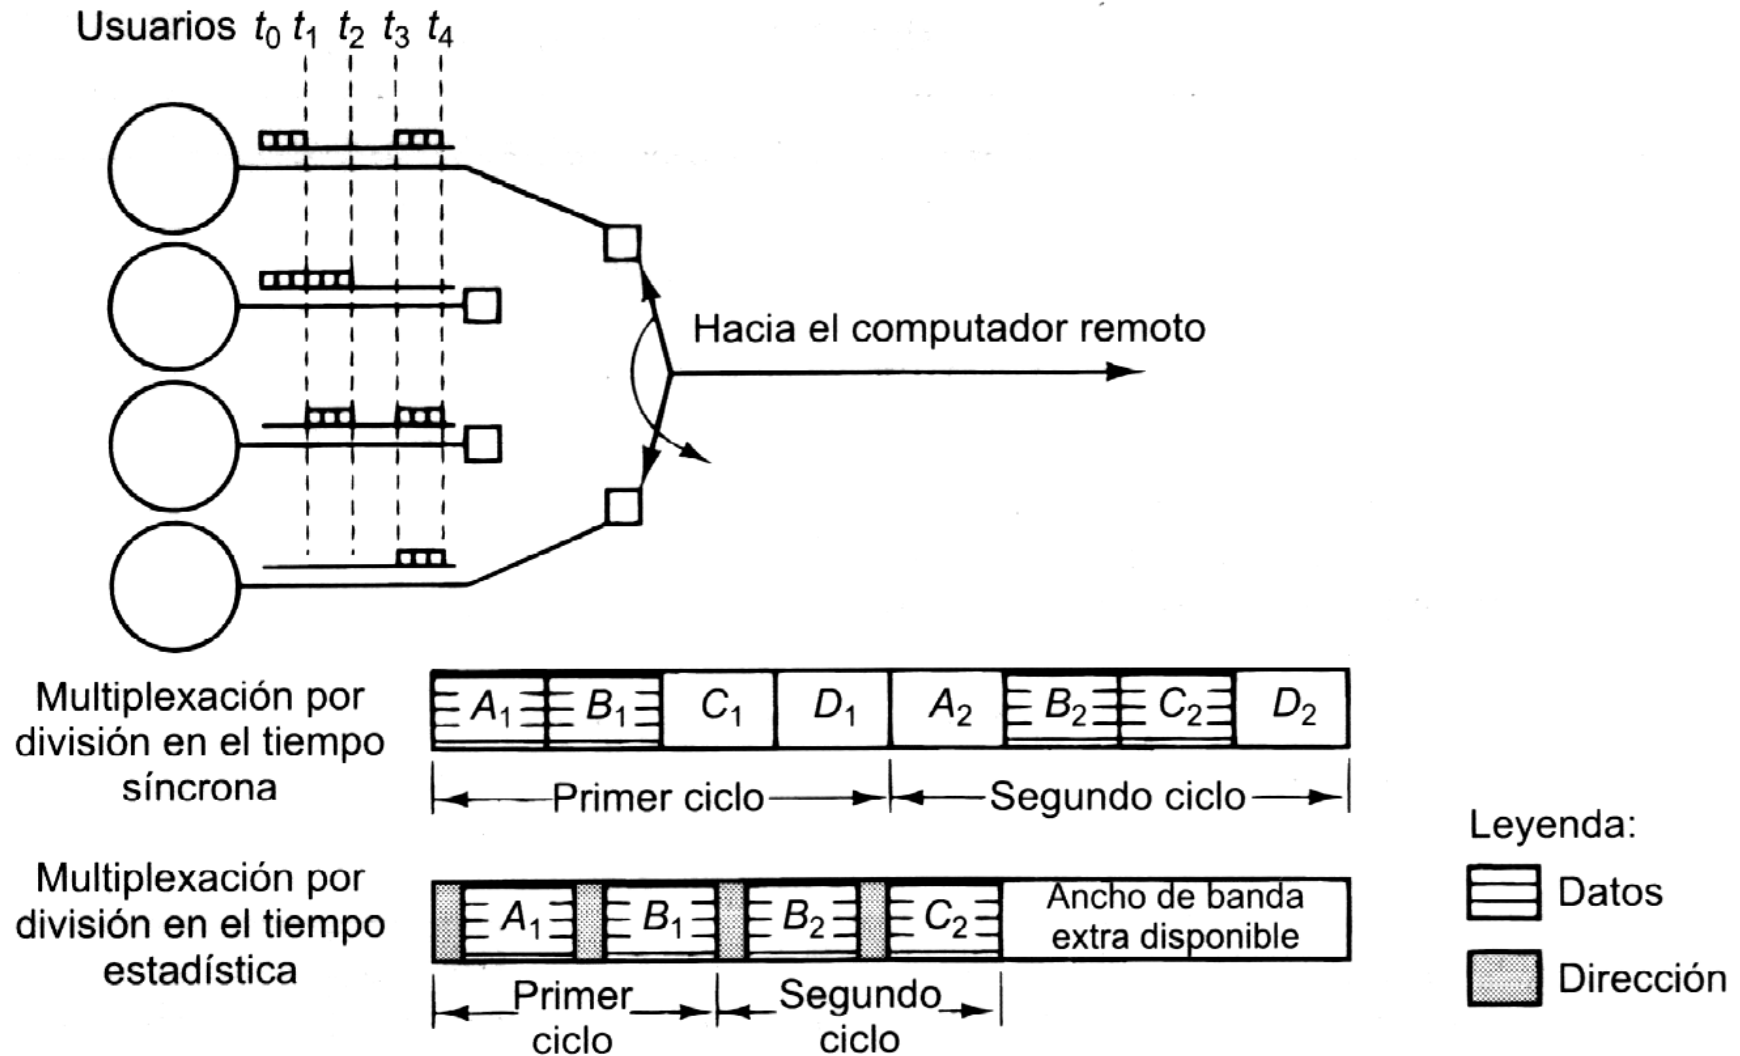 Usuarios t0 t1 t2 t3 t4
Hacia el computador remoto
Multiplexación por
división en el tiempo
síncrona
A1 B1 C1 D1 A2 B2 C2 D2
Primer ciclo Segundo ciclo
Multiplexación por
división en el tiempo
estadística
A1 B1 B2 C2
Ancho de banda
extra disponible
Primer
ciclo
Segundo
ciclo
Leyenda:
Datos
Dirección